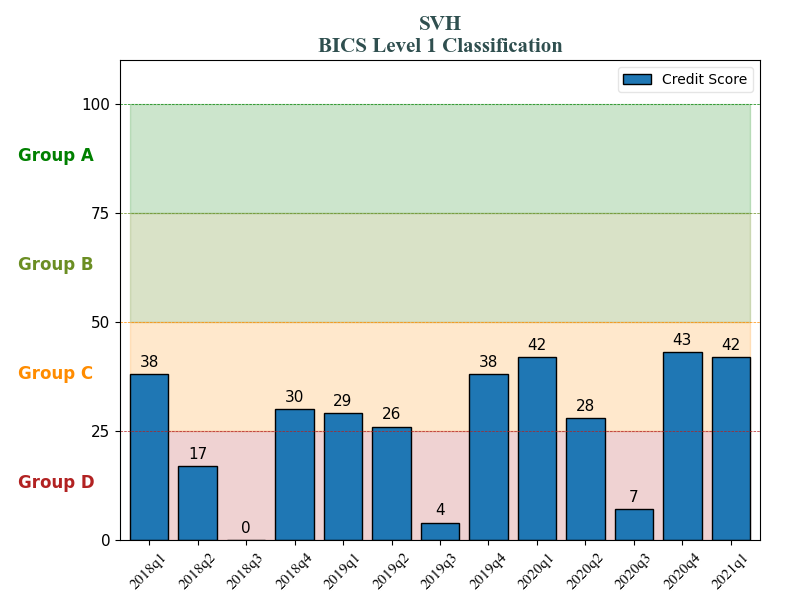 SVH
BICS Level 1 Classification
Credit Score
100
Group A
75
Group B
50
Group C
25
Group D
0
38
17
0
30
29
26
4
38
42
28
7
43
42
2018q1
2018q2
2018q3
2018q4
2019q1
2019q2
2019q3
2019q4
2020q1
2020q2
2020q3
2020q4
2021q1